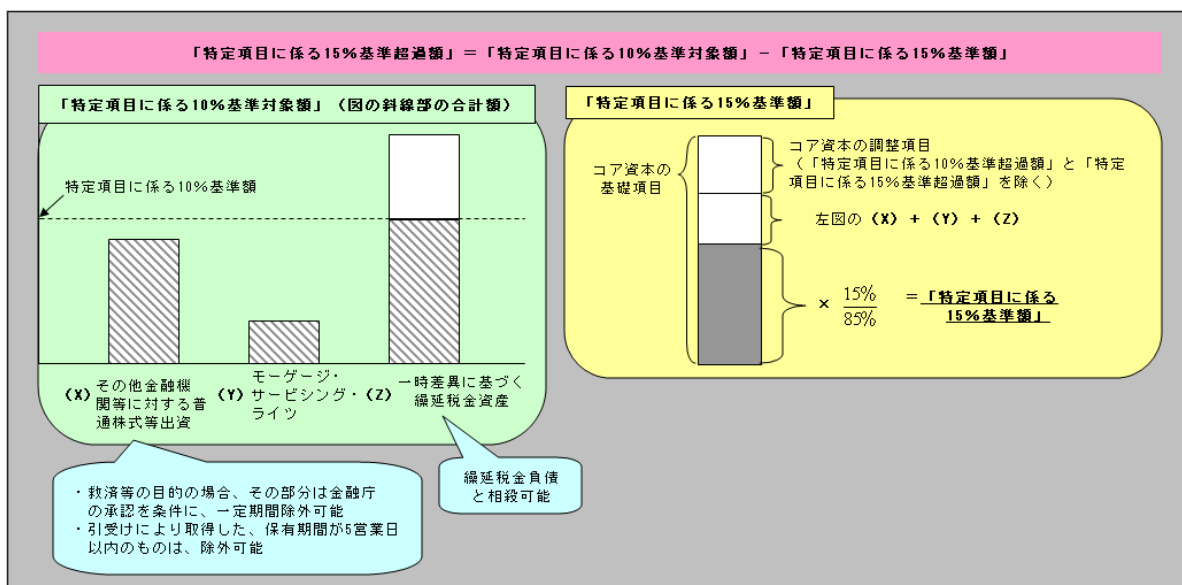 「特定項目に係る15%基準超過額」＝「特定項目に係る10%基準対象額」－「特定項目に係る15%基準額」
「特定項目に係る10%基準対象額」（図の斜線部の合計額）
特定項目に係る10%基準額
(X) その他金融機
関等に対する普
通株式等出資
(Y) モーゲージ・
サービシング・
ライツ
(Z) 一時差異に基づく
繰延税金資産
・救済等の目的の場合、その部分は金融庁
の承認を条件に、一定期間除外可能
・引受けにより取得した、保有期間が5営業日
以内のものは、除外可能
繰延税金負債
と相殺可能
「特定項目に係る15%基準額」
コア資本の
基礎項目
コア資本の調整項目
（「特定項目に係る10%基準超過額」と「特定
項目に係る15%基準超過額」を除く）
左図の (X) + (Y) + (Z)
× 15%
85%
＝「特定項目に係る
15%基準額」